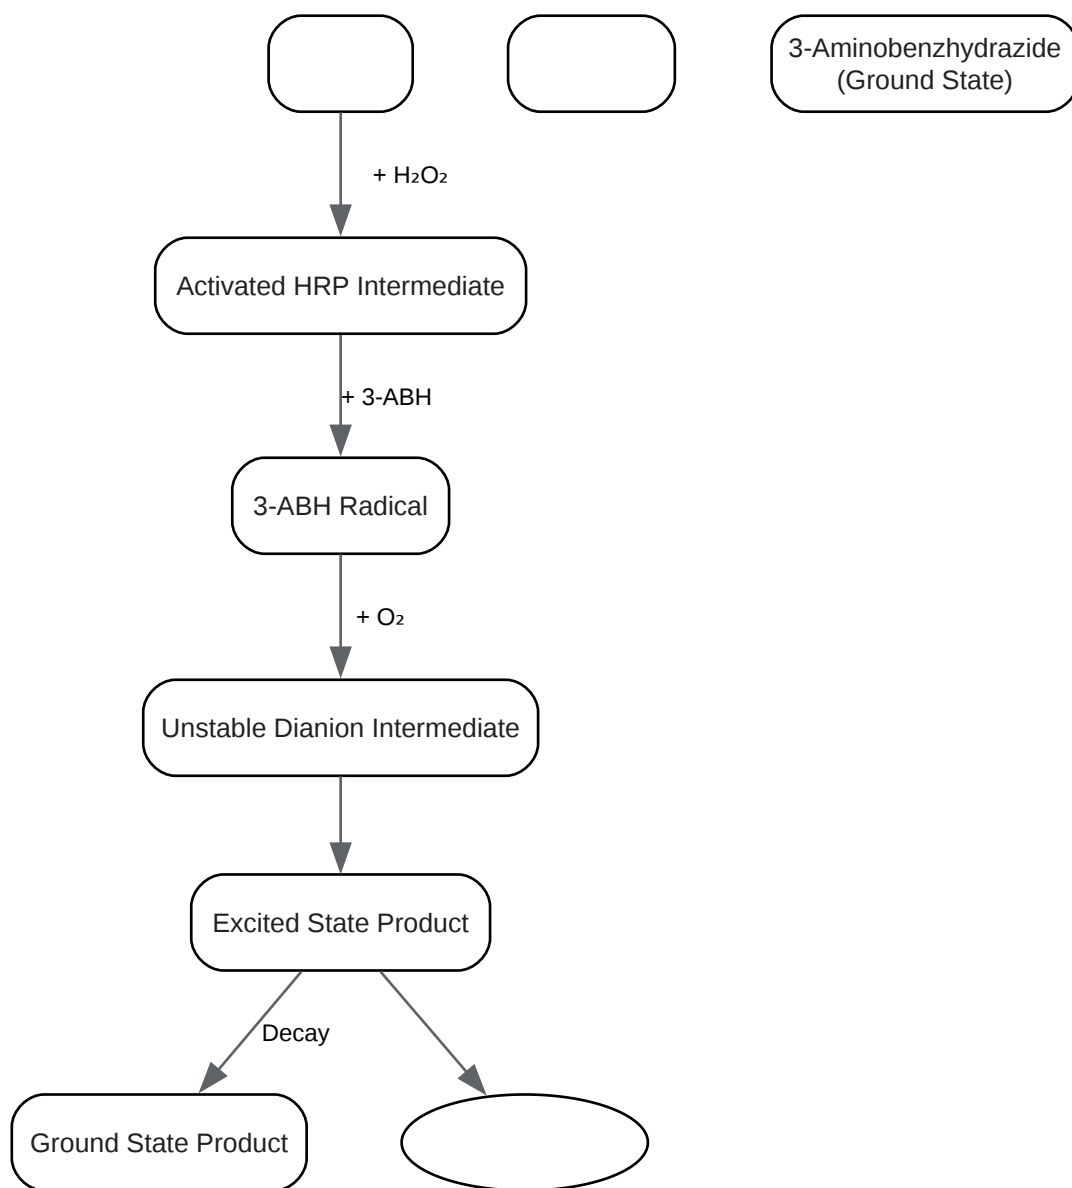 3-Aminobenzhydrazide
(Ground State)
+ H₂O₂
Activated HRP Intermediate
+ 3-ABH
3-ABH Radical
+ O₂
Unstable Dianion Intermediate
Excited State Product
Decay
Ground State Product